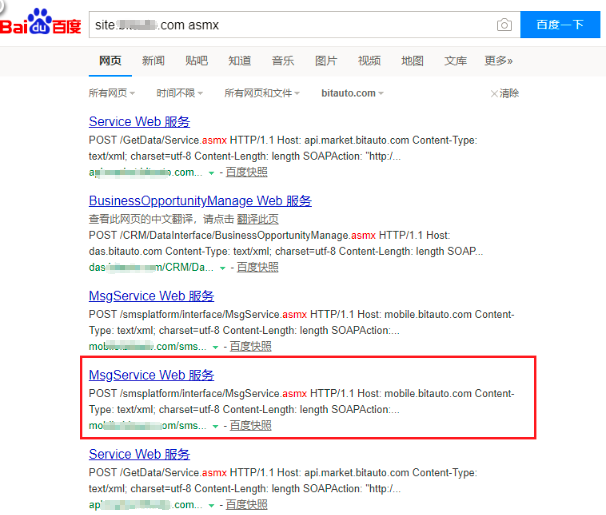 Bai du 百度
site .com asmx
百度一下
网页 新闻 贴吧 知道 音乐 图片 视频 地图 文库 更多»
所有网页 时间不限 所有网页和文件 bitauto.com ×清除
Service Web 服务
POST /GetData/Service.asmx HTTP/1.1 Host: api.market.bitauto.com Content-Type:
text/xml; charset=utf-8 Content-Length: length SOAPAction: "http:/...
.com... - 百度快照
BusinessOpportunityManage Web 服务
查看此网页的中文翻译，请点击 翻译此页
POST /CRM/DataInterface/BusinessOpportunityManage.asmx HTTP/1.1 Host:
das.bitauto.com Content-Type: text/xml; charset=utf-8 Content-Length: length SOAP...
das /CRM/Da... - 百度快照
MsgService Web 服务
POST /smsplatform/interface/MsgService.asmx HTTP/1.1 Host: mobile.bitauto.com Content-
Type: text/xml; charset=utf-8 Content-Length: length SOAPAction:...
om/sms... - 百度快照
MsgService Web 服务
POST /smsplatform/interface/MsgService.asmx HTTP/1.1 Host: mobile.bitauto.com Content-
Type: text/xml; charset=utf-8 Content-Length: length SOAPAction:...
om/sms... - 百度快照
Service Web 服务
POST /GetData/Service.asmx HTTP/1.1 Host: api.market.bitauto.com Content-Type:
text/xml; charset=utf-8 Content-Length: length SOAPAction: "http:/...
.com... - 百度快照